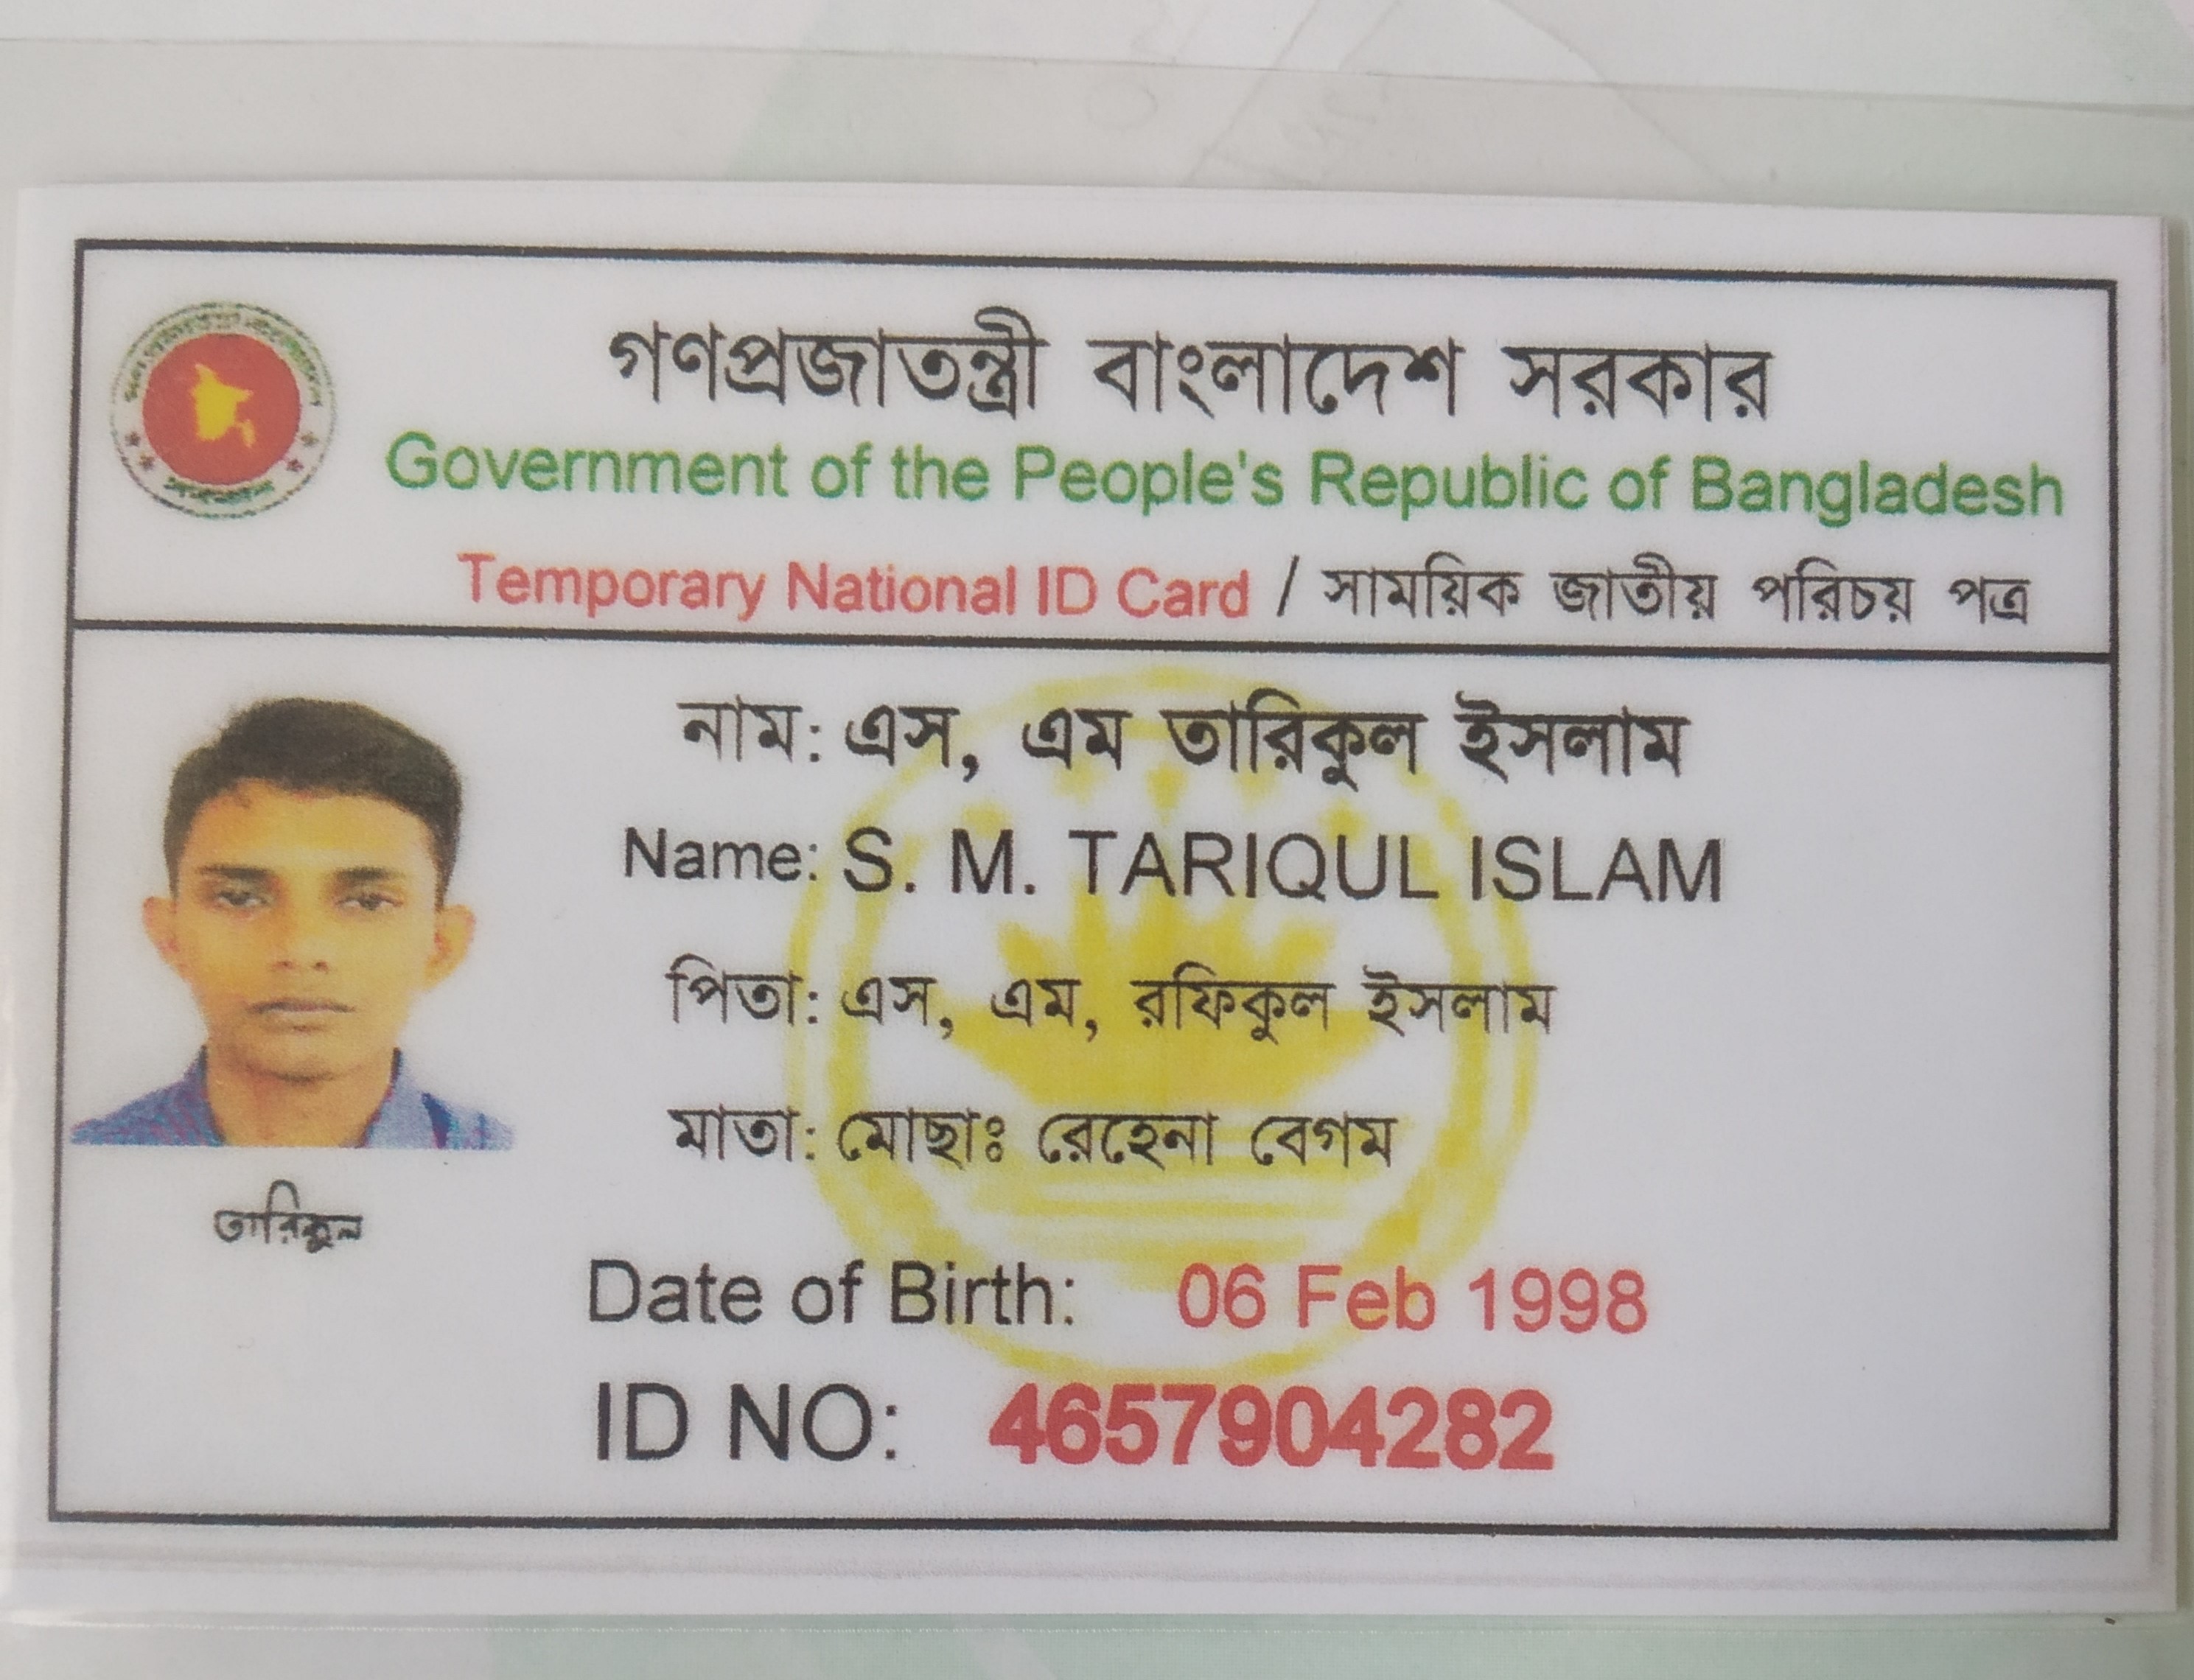 গণপ্রজাতন্ত্রী বাংলাদেশ সরকার
Government of the People's Republic of Bangladesh
Temporary National ID Card / সাময়িক জাতীয় পরিচয় পত্র
নাম: এস, এম তারিকুল ইসলাম
Name: S. M. TARIQUL ISLAM
পিতা: এস, এম, রফিকুল ইসলাম
মাতা: মোছাঃ রেহেনা বেগম
তারিকুল
Date of Birth: 06 Feb 1998
ID NO: 4657904282